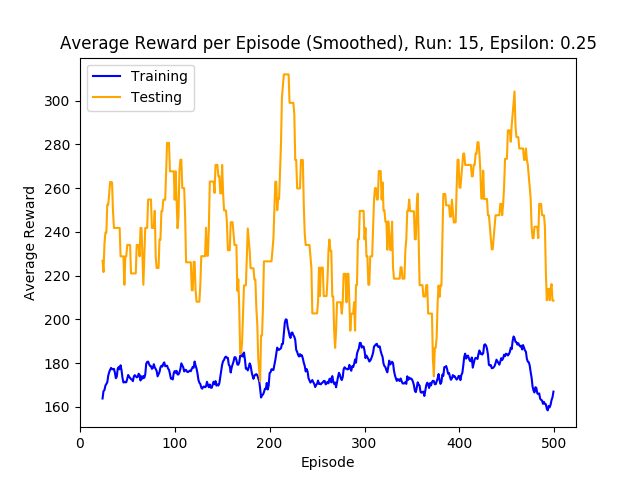 Average Reward per Episode (Smoothed), Run: 15, Epsilon: 0.25
Training
Testing
300
280
260
240
220
200
180
160
Average Reward
0 100 200 300 400 500
Episode